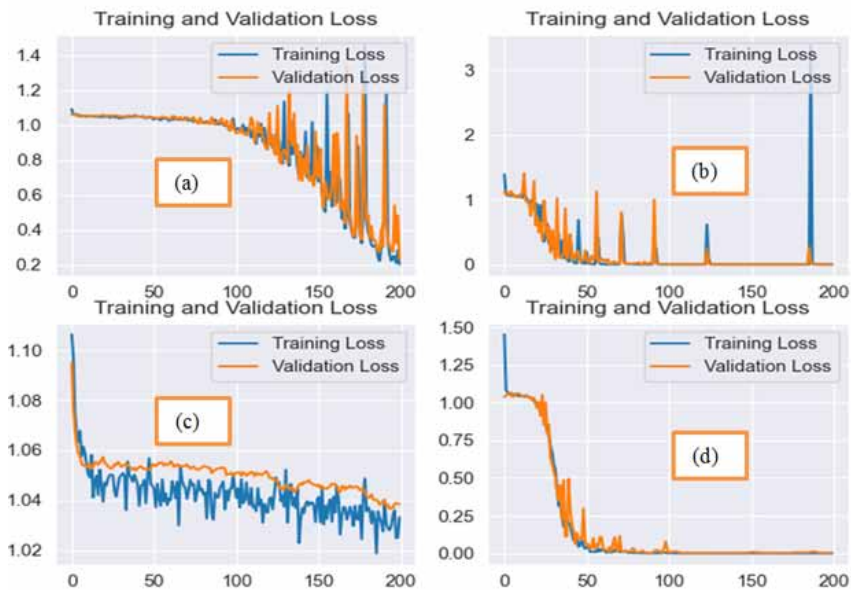 Training and Validation Loss
Training Loss
Validation Loss
1.4
1.2
1.0
0.8
0.6
0.4
0.2
(a)
0 50 100 150 200
Training and Validation Loss
Training Loss
Validation Loss
3
2
1
0
(b)
0 50 100 150 200
Training and Validation Loss
Training Loss
Validation Loss
1.10
1.08
1.06
1.04
1.02
(c)
0 50 100 150 200
Training and Validation Loss
Training Loss
Validation Loss
1.50
1.25
1.00
0.75
0.50
0.25
0.00
(d)
0 50 100 150 200